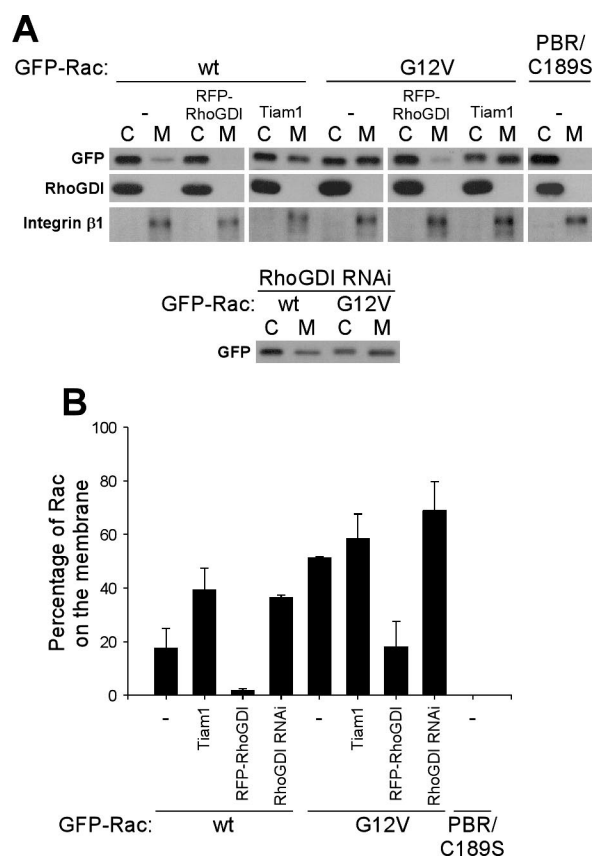 A
GFP-Rac: wt G12V PBR/
C189S
- RFP-
RhoGDI Tiam1 - RFP-
RhoGDI Tiam1 -
C M C M C M C M C M C M C M
GFP
RhoGDI
Integrin β1
RhoGDI RNAi
GFP-Rac: wt G12V
C M C M
GFP
B
Percentage of Rac
on the membrane
100
80
60
40
20
0
- Tiam1 RFP-RhoGDI RhoGDI RNAi - Tiam1 RFP-RhoGDI RhoGDI RNAi -
GFP-Rac: wt G12V PBR/
C189S